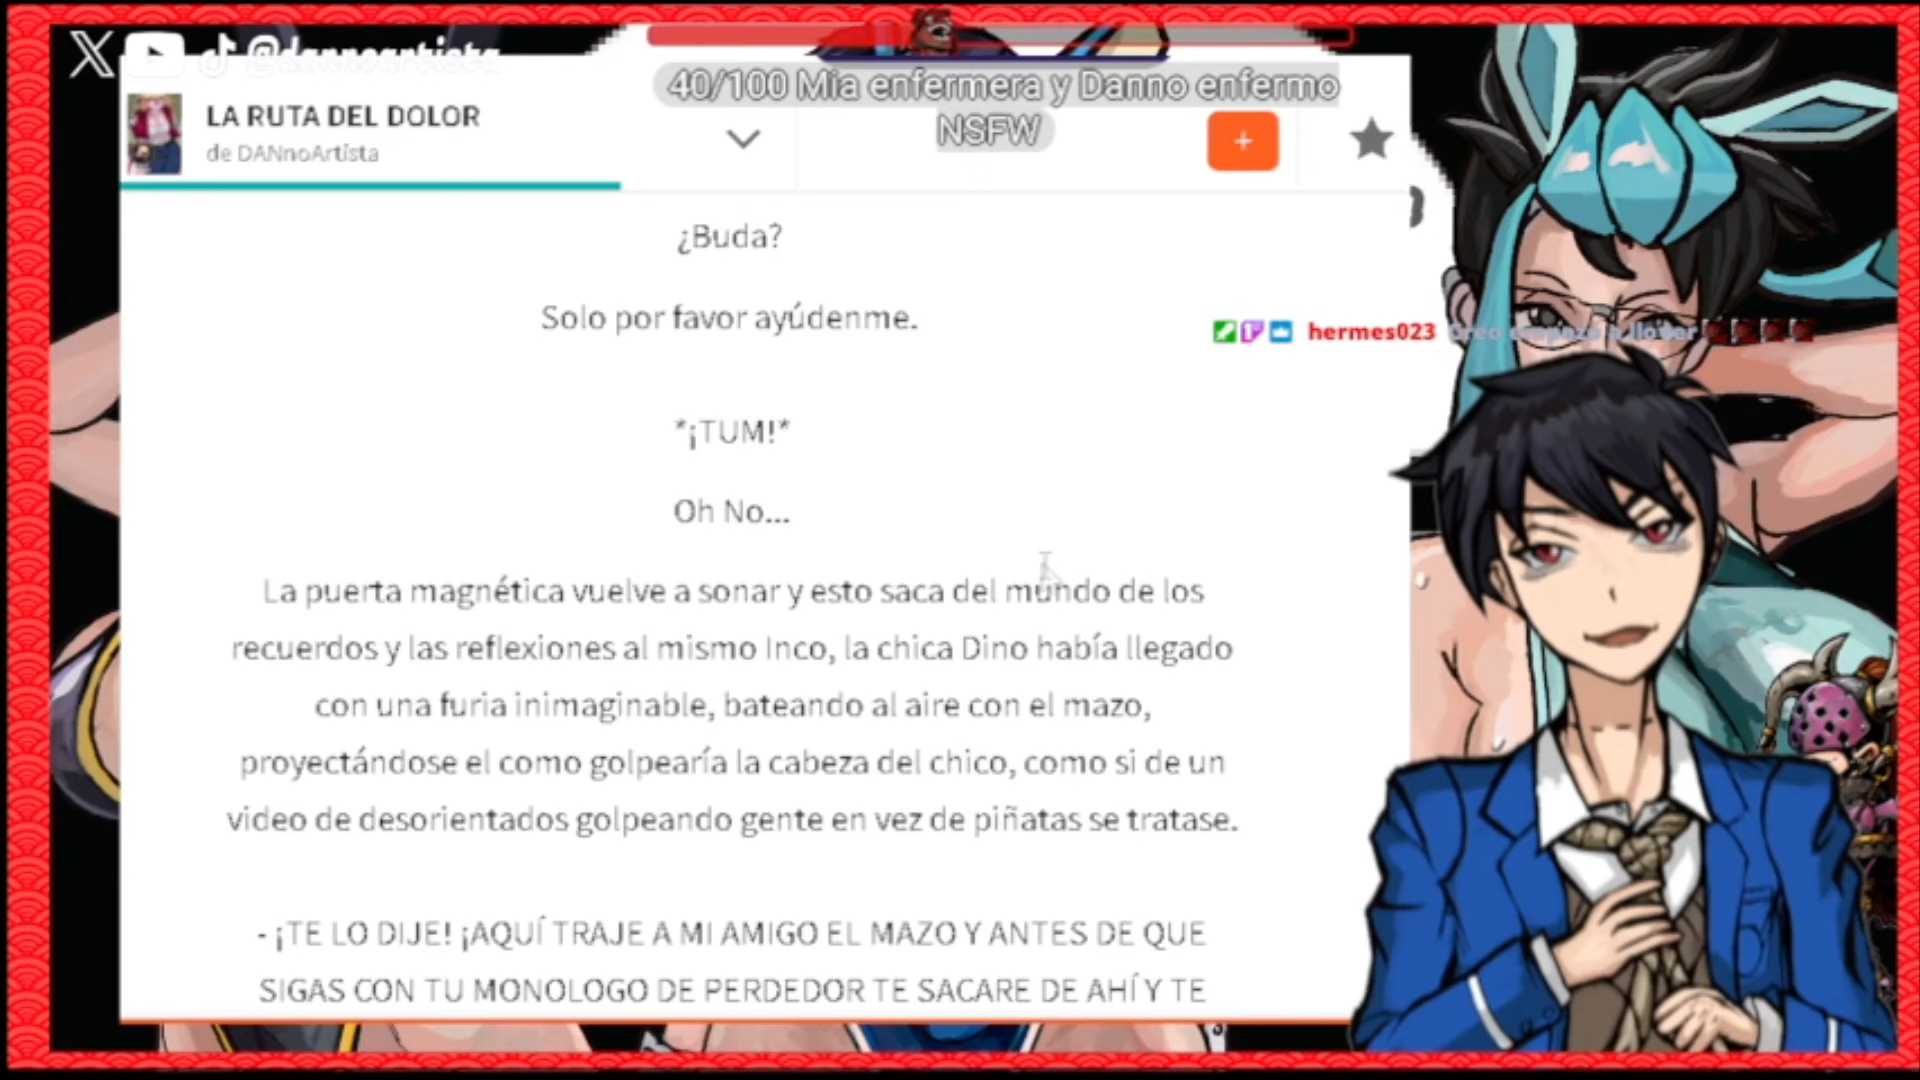 @dannoartista
40/100 Mia enfermera y Danno enfermo
NSFW
LA RUTA DEL DOLOR
de DANnoArtista
¿Buda?
Solo por favor ayúdenme.
hermes023 Creo empezo a llover
*¡TUM!*
Oh No...
La puerta magnética vuelve a sonar y esto saca del mundo de los
recuerdos y las reflexiones al mismo Inco, la chica Dino había llegado
con una furia inimaginable, bateando al aire con el mazo,
proyectándose el como golpearía la cabeza del chico, como si de un
video de desorientados golpeando gente en vez de piñatas se tratase.
- ¡TE LO DIJE! ¡AQUÍ TRAJE A MI AMIGO EL MAZO Y ANTES DE QUE
SIGAS CON TU MONOLOGO DE PERDEDOR TE SACARE DE AHÍ Y TE